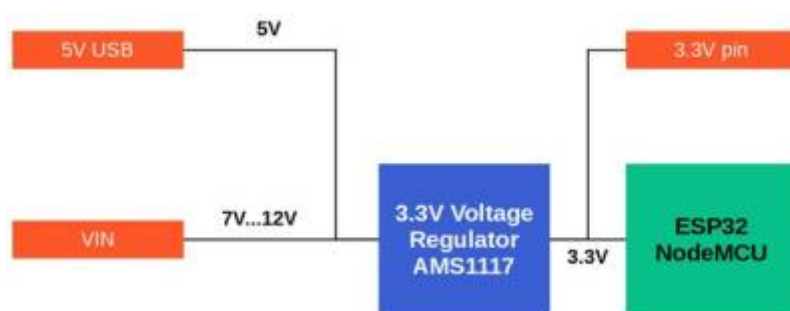 5V USB
5V
3.3V pin
VIN
7V...12V
3.3V Voltage
Regulator
AMS1117
3.3V
ESP32
NodeMCU